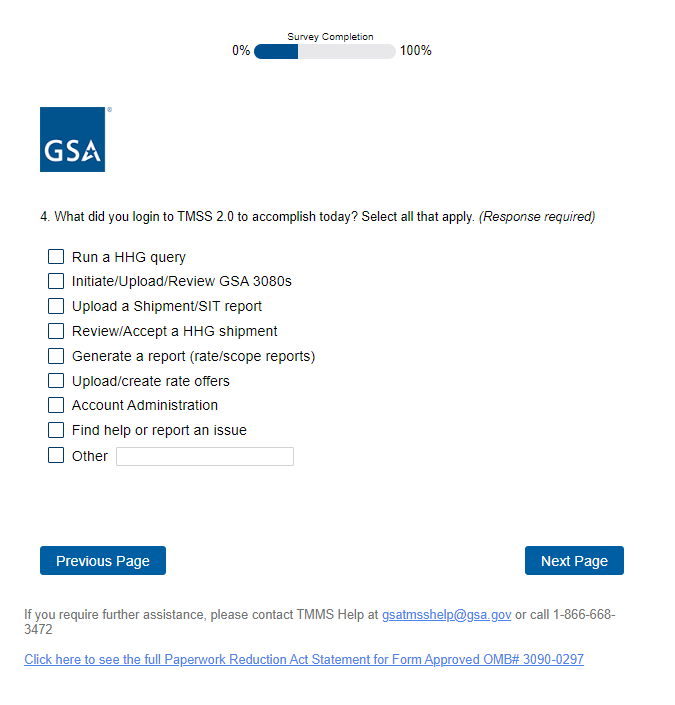 Survey Completion
0% 100%
®
GSA
4. What did you login to TMSS 2.0 to accomplish today? Select all that apply. (Response required)
Run a HHG query
Initiate/Upload/Review GSA 3080s
Upload a Shipment/SIT report
Review/Accept a HHG shipment
Generate a report (rate/scope reports)
Upload/create rate offers
Account Administration
Find help or report an issue
Other
Previous Page Next Page
If you require further assistance, please contact TMMS Help at gsatmsshelp@gsa.gov or call 1-866-668-
3472
Click here to see the full Paperwork Reduction Act Statement for Form Approved OMB# 3090-0297